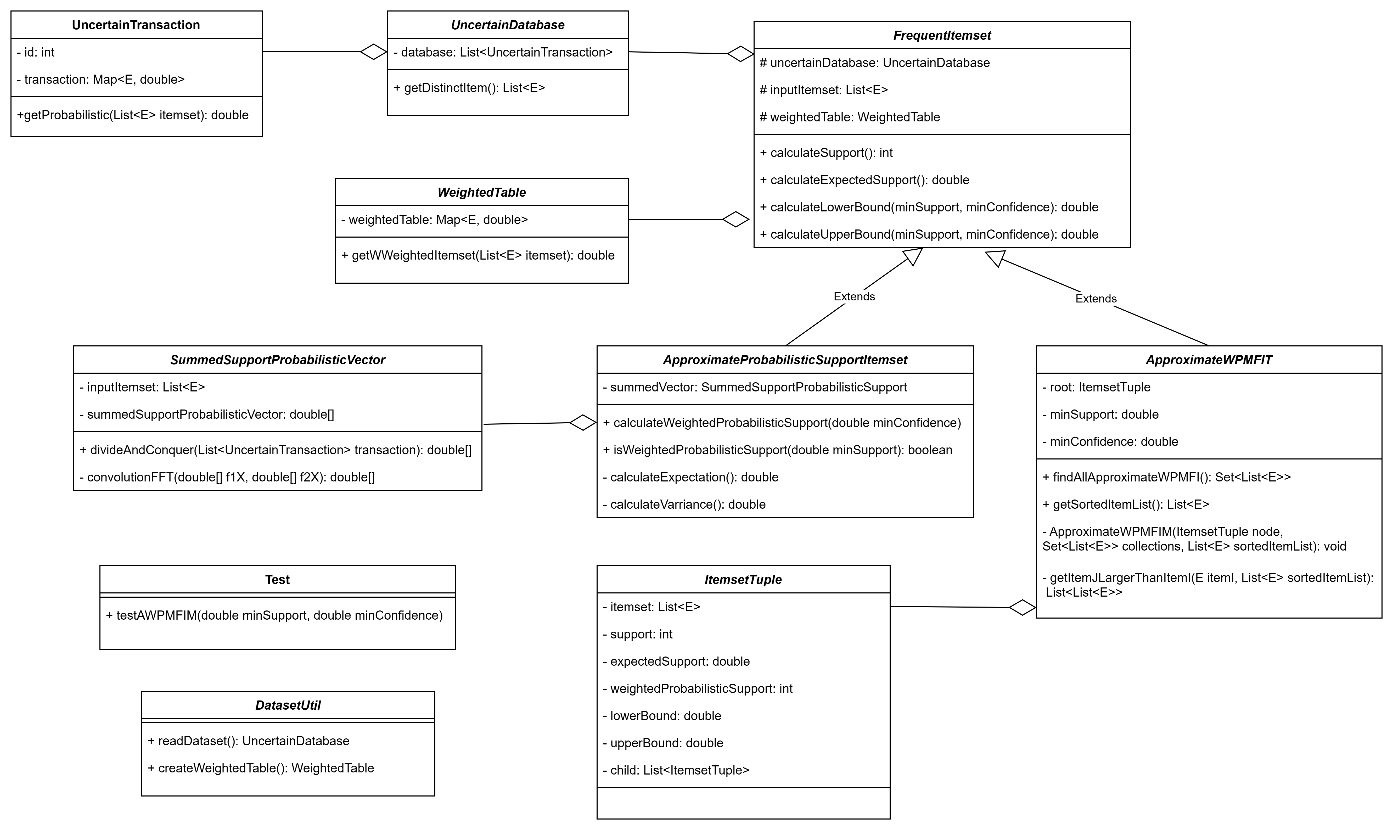 UncertainTransaction
- id: int
- transaction: Map<E, double>
+getProbabilistic(List<E> itemset): double
UncertainDatabase
- database: List<UncertainTransaction>
+ getDistinctItem(): List<E>
FrequentItemset
# uncertainDatabase: UncertainDatabase
# inputItemset: List<E>
# weightedTable: WeightedTable
+ calculateSupport(): int
+ calculateExpectedSupport(): double
+ calculateLowerBound(minSupport, minConfidence): double
+ calculateUpperBound(minSupport, minConfidence): double
WeightedTable
- weightedTable: Map<E, double>
+ getWWeightedItemset(List<E> itemset): double
Extends
Extends
SummedSupportProbabilisticVector
- inputItemset: List<E>
- summedSupportProbabilisticVector: double[]
+ divideAndConquer(List<UncertainTransaction> transaction): double[]
- convolutionFFT(double[] f1X, double[] f2X): double[]
ApproximateProbabilisticSupportItemset
- summedVector: SummedSupportProbabilisticSupport
+ calculateWeightedProbabilisticSupport(double minConfidence)
+ isWeightedProbabilisticSupport(double minSupport): boolean
- calculateExpectation(): double
- calculateVarriance(): double
ApproximateWPMFIT
- root: ItemsetTuple
- minSupport: double
- minConfidence: double
+ findAllApproximateWPMFI(): Set<List<E>>
+ getSortedItemList(): List<E>
- ApproximateWPMFIM(ItemsetTuple node,
Set<List<E>> collections, List<E> sortedItemList): void
- getItemJLargerThanItemI(E itemI, List<E> sortedItemList):
List<List<E>>
Test
+ testAWPMFIM(double minSupport, double minConfidence)
ItemsetTuple
- itemset: List<E>
- support: int
- expectedSupport: double
- weightedProbabilisticSupport: int
- lowerBound: double
- upperBound: double
- child: List<ItemsetTuple>
DatasetUtil
+ readDataset(): UncertainDatabase
+ createWeightedTable(): WeightedTable